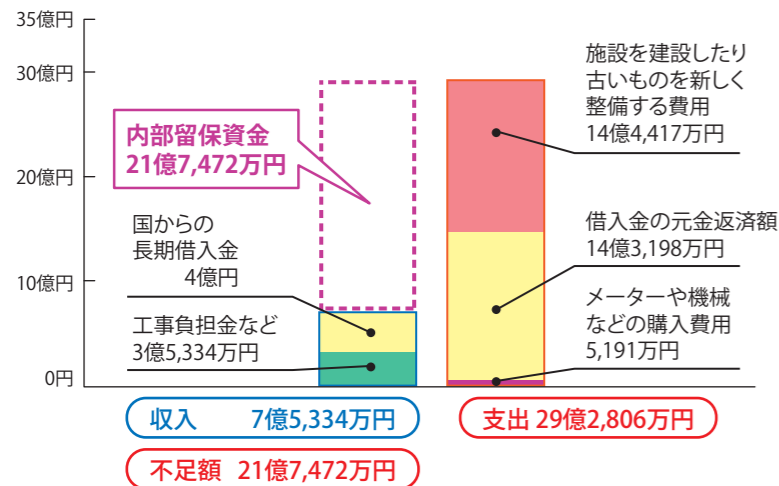 35億円
30億円
20億円
10億円
0円
内部留保資金
21億7,472万円
国からの
長期借入金
4億円
工事負担金など
3億5,334万円
施設を建設したり
古いものを新しく
整備する費用
14億4,417万円
借入金の元金返済額
14億3,198万円
メーターや機械
などの購入費用
5,191万円
収入 7億5,334万円
支出 29億2,806万円
不足額 21億7,472万円